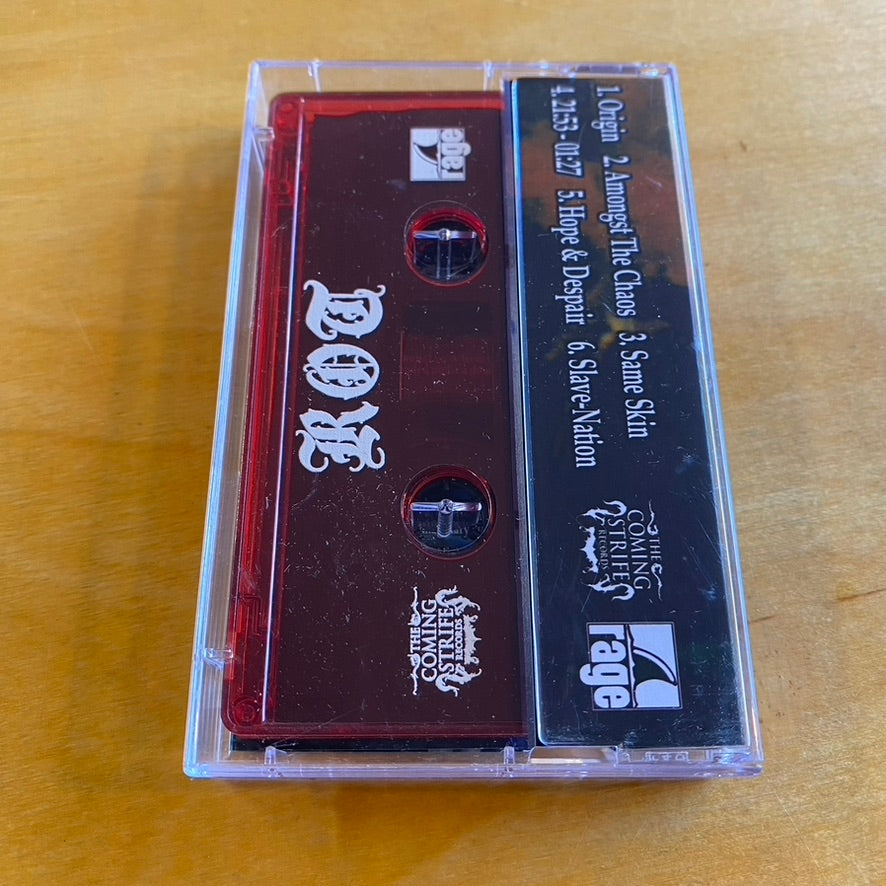 1. Origin 2. Amongst The Chaos 3. Same Skin
4. 21:53 - 01:27 5. Hope & Despair 6. Slave-Nation
THE
COMING
STRIFE
RECORDS
rage
rage
ROT
THE
COMING
STRIFE
RECORDS